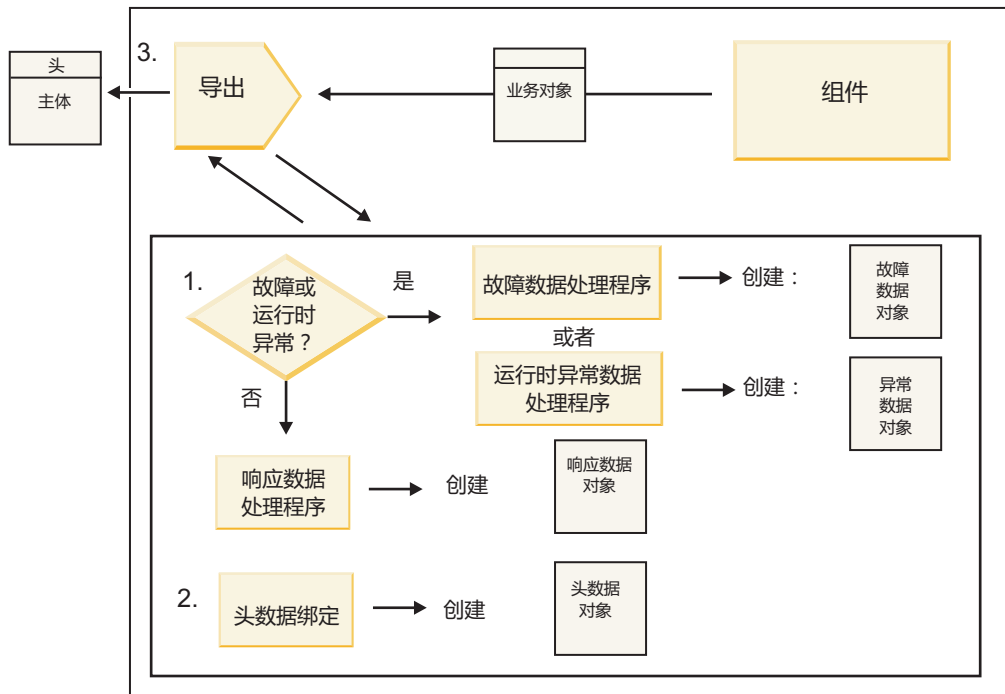 头
主体
3.
导出
业务对象
组件
1.
故障或
运行时
异常？
是
故障数据处理程序
创建：
故障
数据
对象
或者
运行时异常数据
处理程序
创建：
异常
数据
对象
否
响应数据
处理程序
创建
响应数据
对象
2.
头数据绑定
创建
头数据
对象